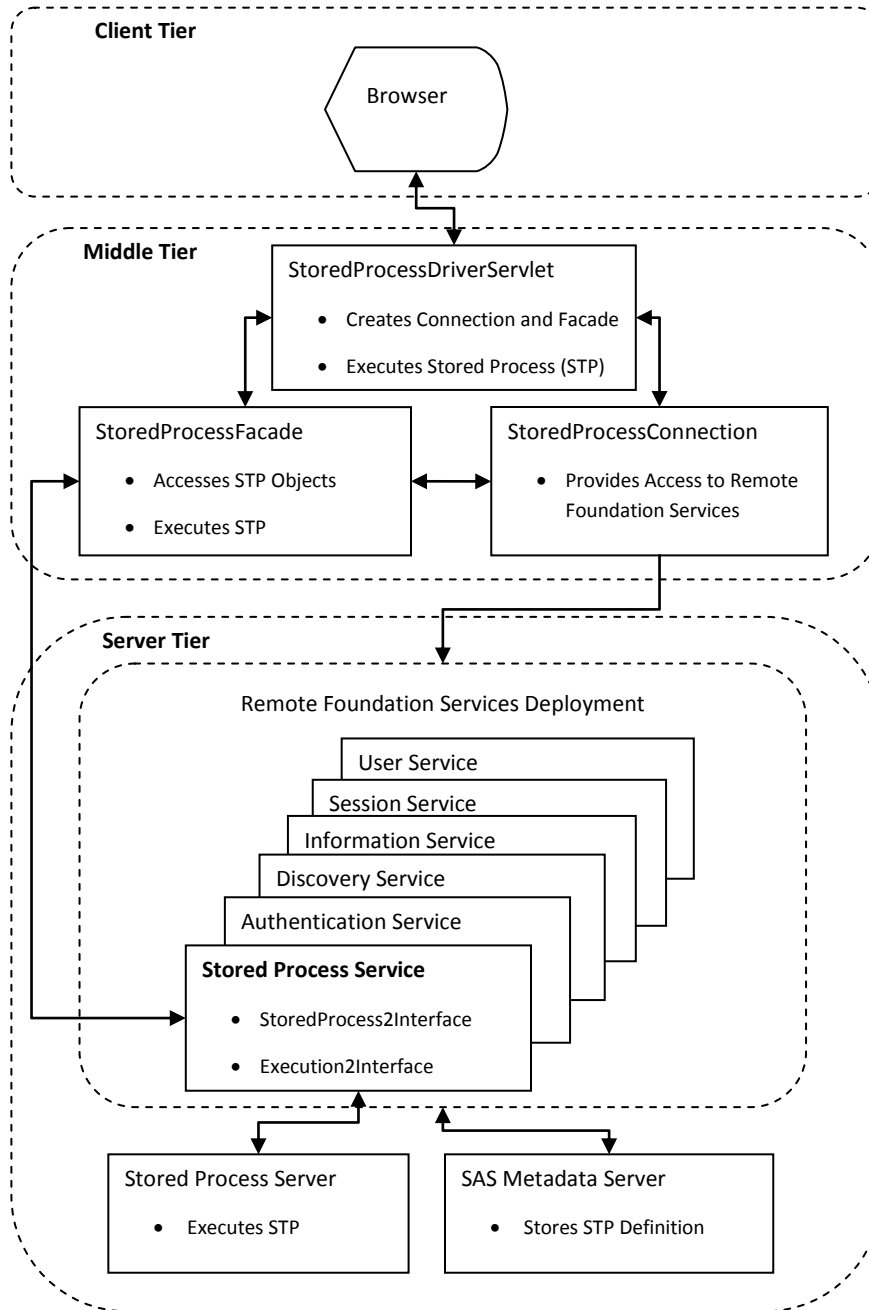 Client Tier
Browser
Middle Tier
StoredProcessDriverServlet
• Creates Connection and Facade
• Executes Stored Process (STP)
StoredProcessFacade
• Accesses STP Objects
• Executes STP
StoredProcessConnection
• Provides Access to Remote
Foundation Services
Server Tier
Remote Foundation Services Deployment
User Service
Session Service
Information Service
Discovery Service
Authentication Service
Stored Process Service
• StoredProcess2Interface
• Execution2Interface
Stored Process Server
• Executes STP
SAS Metadata Server
• Stores STP Definition